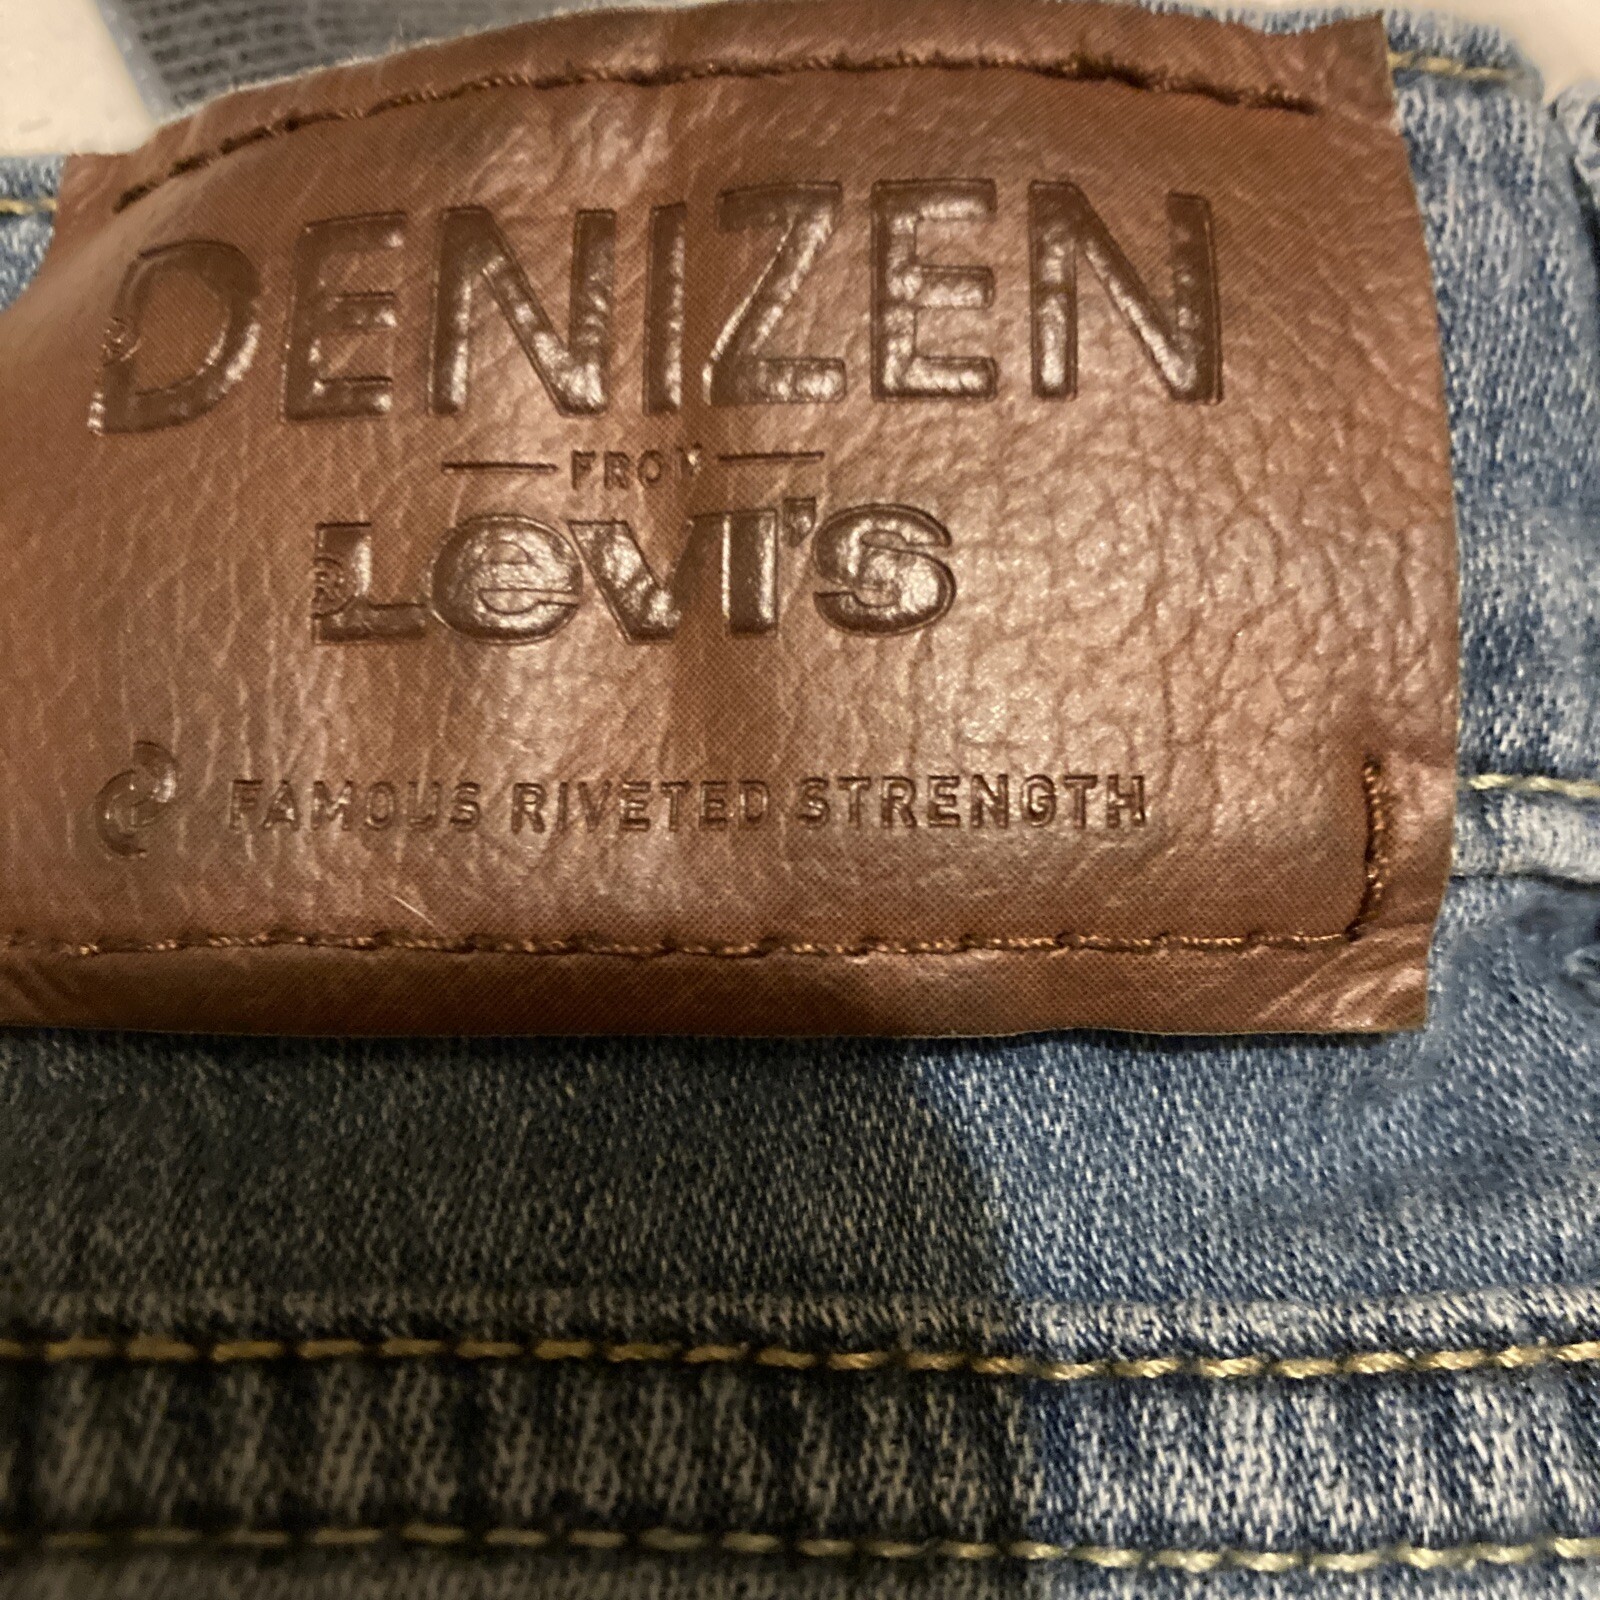 DENIZEN
FROM
Levi's
FAMOUS RIVETED STRENGTH